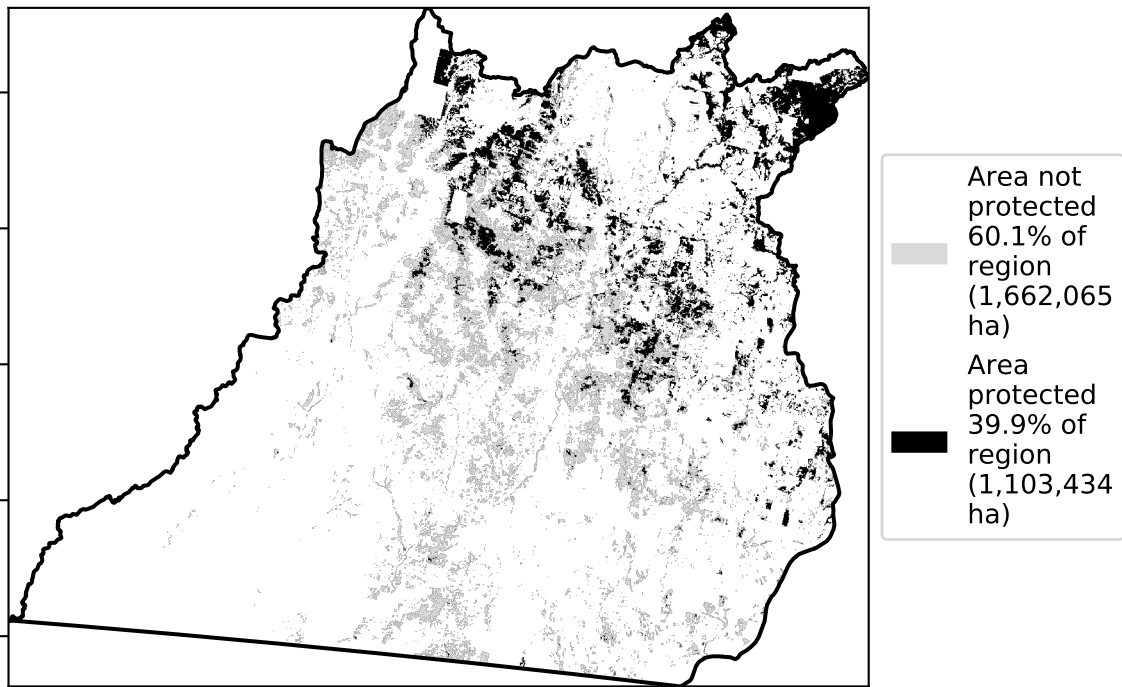 Area not
protected
60.1% of
region
(1,662,065
ha)
Area
protected
39.9% of
region
(1,103,434
ha)